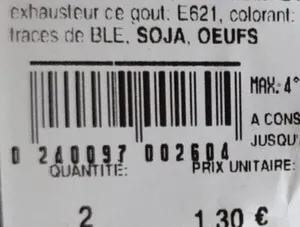 exhausteur ce gout: E621, colorant:
traces de BLE, SOJA, OEUFS
MAX: 4°
A CONS
JUSQU'
0 240097 002604
QUANTITE: PRIX UNITAIRE:
2 1,30 €